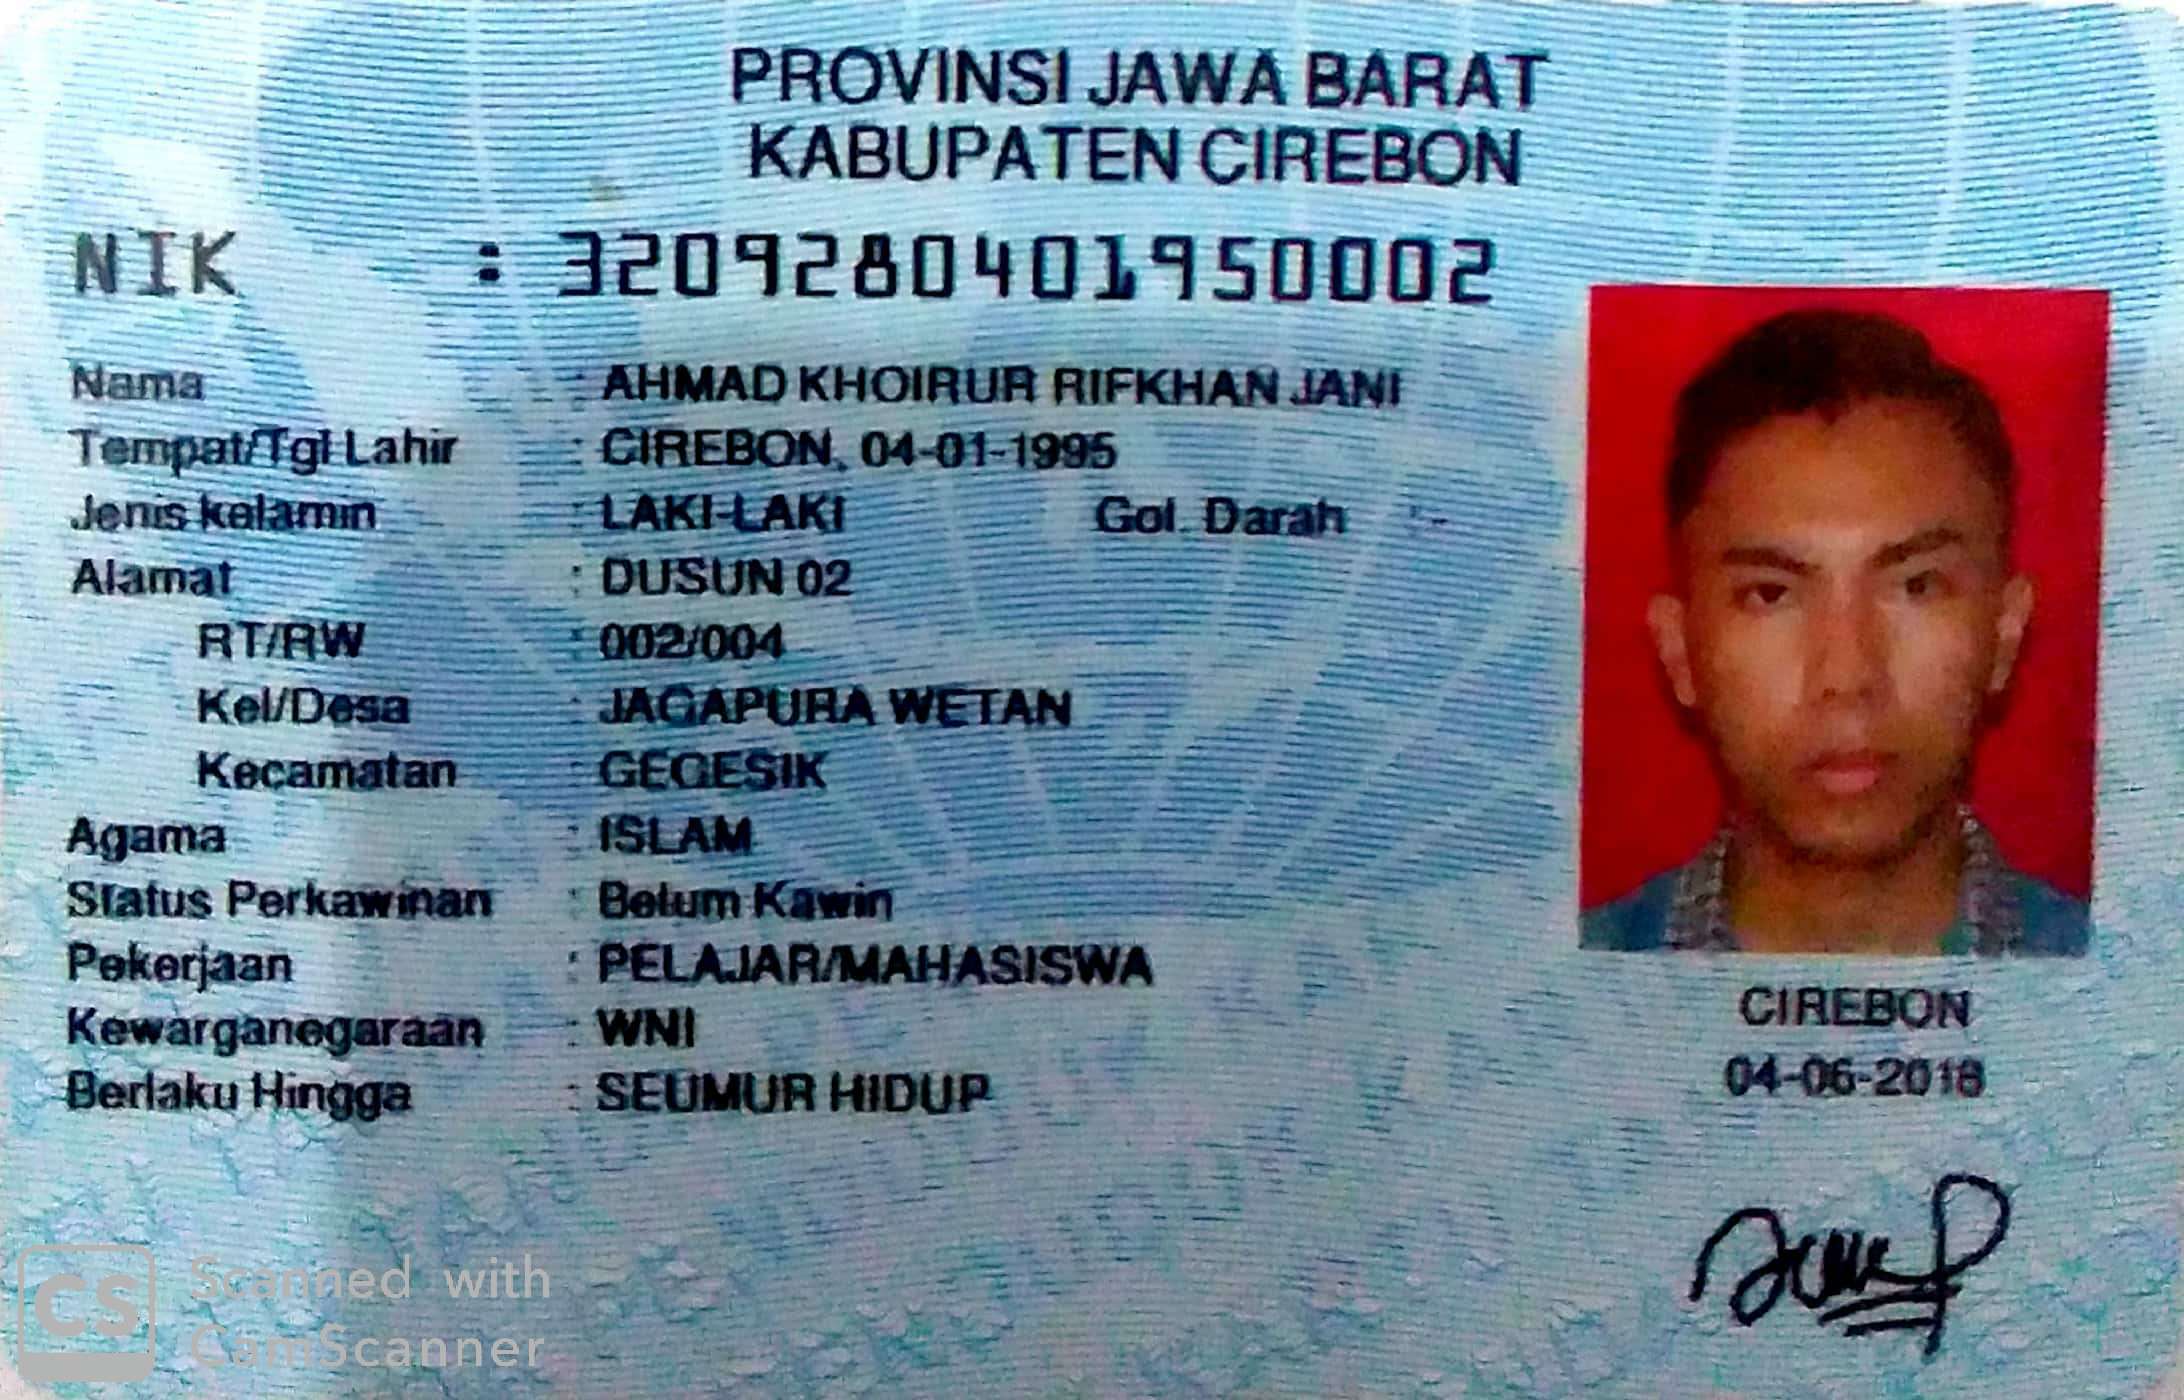 PROVINSI JAWA BARAT
KABUPATEN CIREBON
NIK : 3209280401950002
Nama : AHMAD KHOIRUR RIFKHAN JANI
Tempat/Tgl Lahir : CIREBON, 04-01-1995
Jenis kelamin : LAKI-LAKI Gol. Darah : -
Alamat : DUSUN 02
RT/RW : 002/004
Kel/Desa : JAGAPURA WETAN
Kecamatan : GEGESIK
Agama : ISLAM
Status Perkawinan : Belum Kawin
Pekerjaan : PELAJAR/MAHASISWA
Kewarganegaraan : WNI
Berlaku Hingga : SEUMUR HIDUP
CIREBON
04-06-2018
CS Scanned with
CamScanner